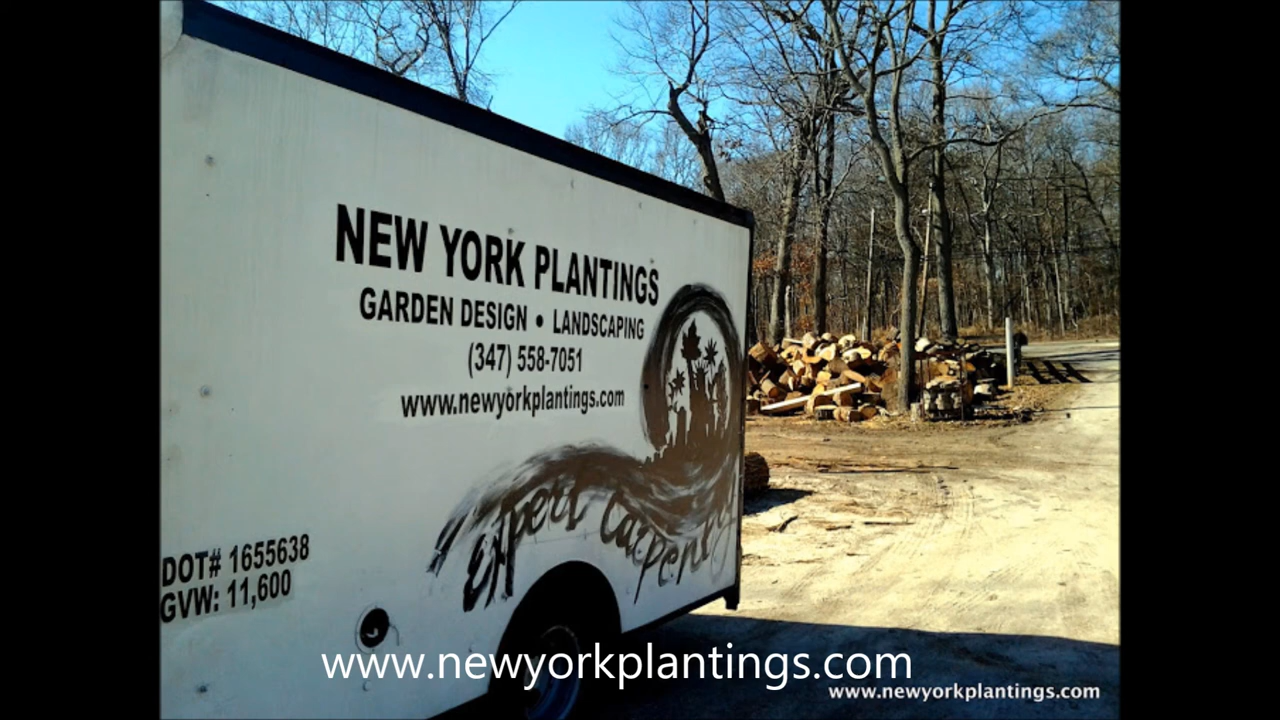 NEW YORK PLANTINGS
GARDEN DESIGN • LANDSCAPING
(347) 558-7051
www.newyorkplantings.com
Expert Carpentry
DOT# 1655638
GVW: 11,600
www.newyorkplantings.com
www.newyorkplantings.com